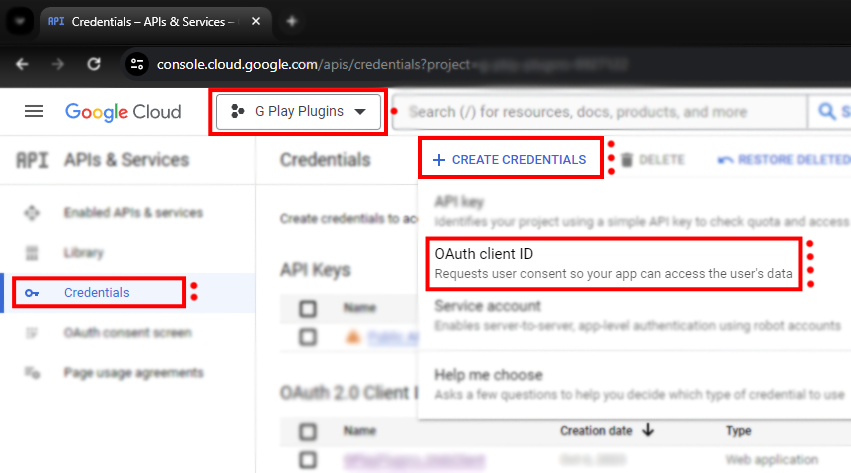 API Credentials – APIs & Services –
console.cloud.google.com/apis/credentials?project=
Google Cloud
G Play Plugins
Search (/) for resources, docs, products, and more
S
API APIs & Services
Credentials
+ CREATE CREDENTIALS
DELETE
RESTORE DELETED
Enabled APIs & services
Library
Credentials
OAuth consent screen
Page usage agreements
Create credentials to acc
API key
Identifies your project using a simple API key to check quota and access
OAuth client ID
Requests user consent so your app can access the user's data
Service account
Enables server-to-server, app-level authentication using robot accounts
Help me choose
Asks a few questions to help you decide which type of credential to use
API Keys
Name
OAuth 2.0 Client I
Name
Creation date
Type
Web application